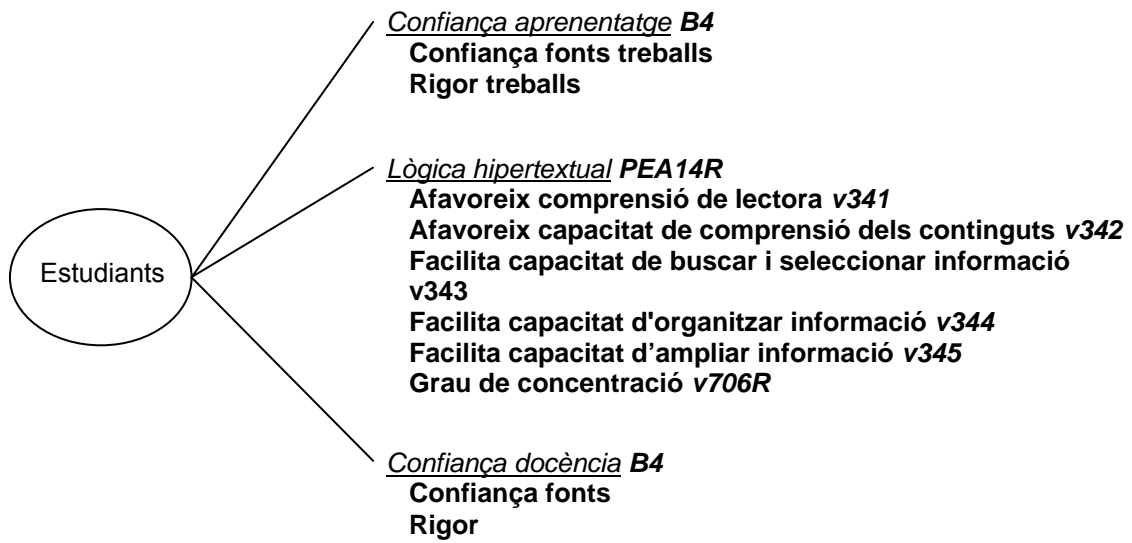 Confiança aprenentatge B4
Confiança fonts treballs
Rigor treballs
Lògica hipertextual PEA14R
Afavoreix comprensió de lectora v341
Afavoreix capacitat de comprensió dels continguts v342
Facilita capacitat de buscar i seleccionar informació
v343
Facilita capacitat d'organitzar informació v344
Facilita capacitat d’ampliar informació v345
Grau de concentració v706R
Estudiants
Confiança docència B4
Confiança fonts
Rigor